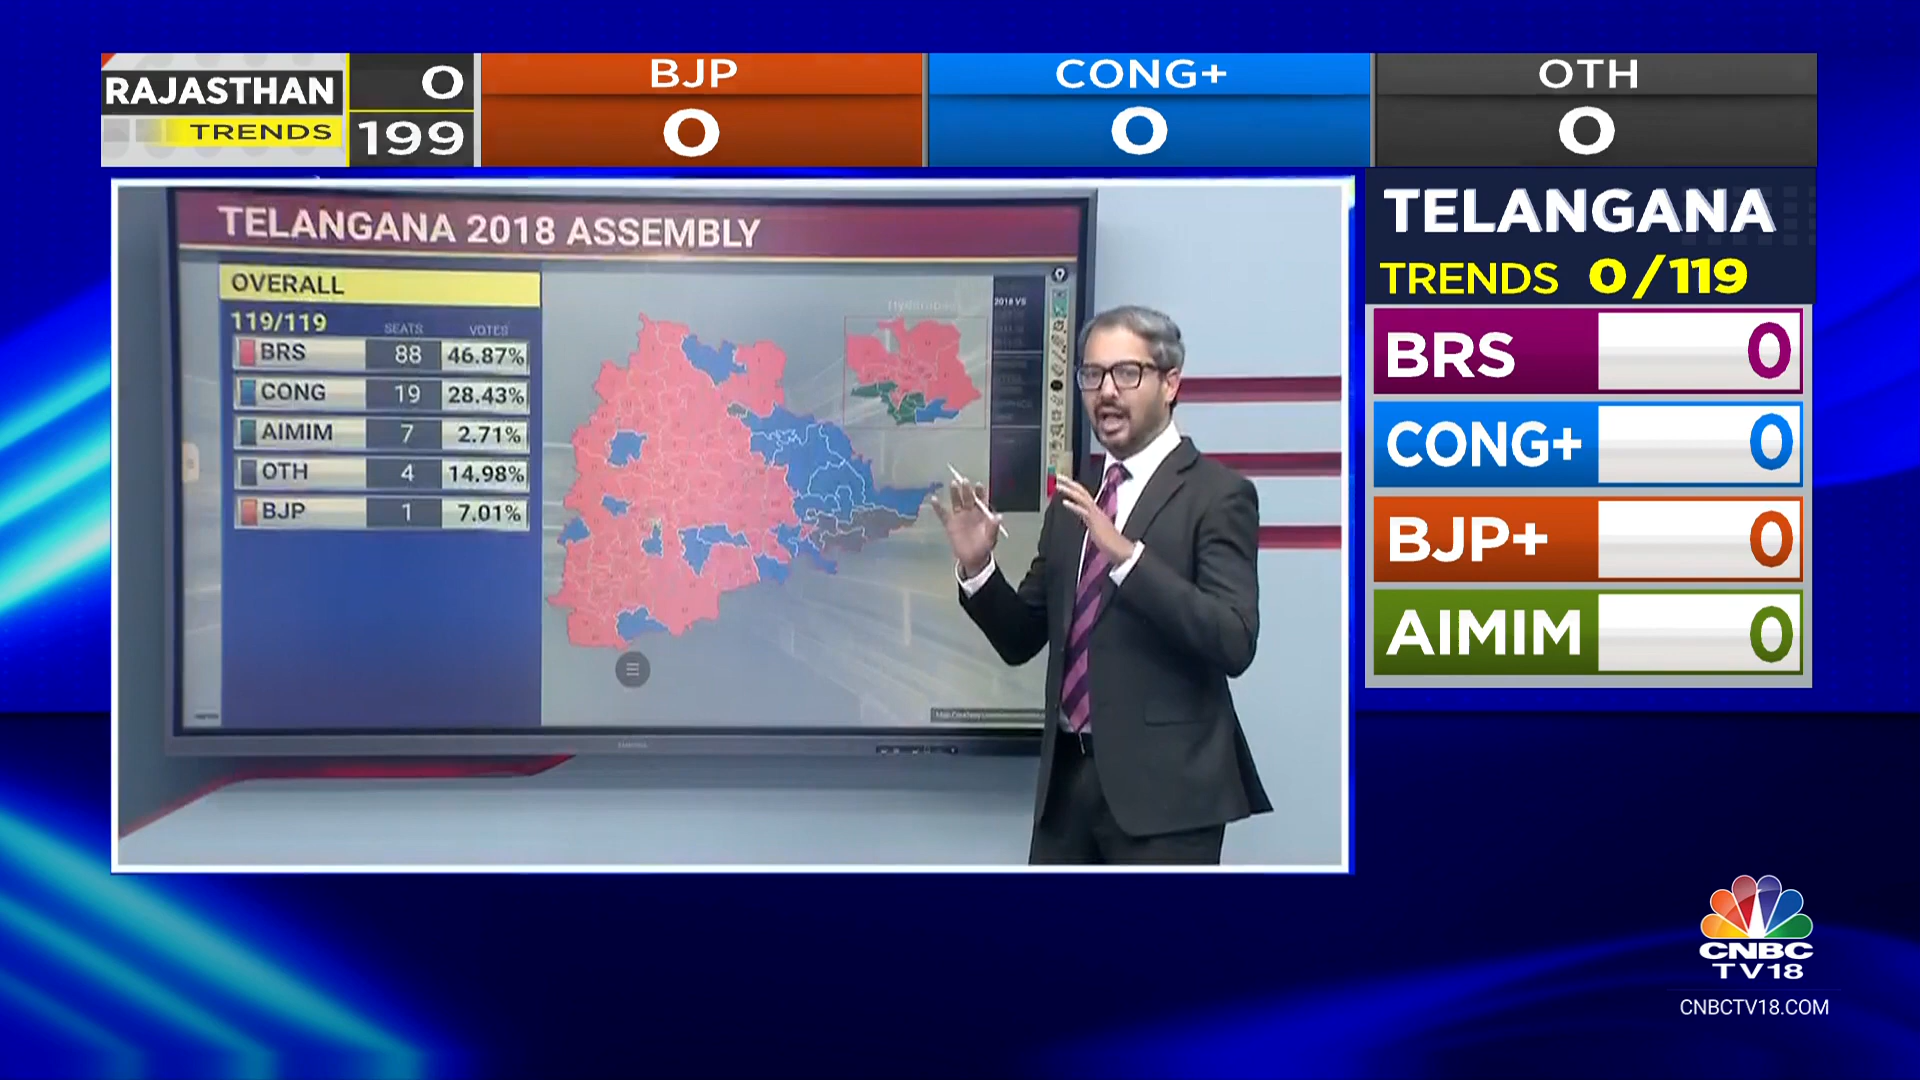 RAJASTHAN
TRENDS
0
199
BJP
0
CONG+
0
OTH
0
TELANGANA 2018 ASSEMBLY
OVERALL
119/119 SEATS VOTES
BRS 88 46.87%
CONG 19 28.43%
AIMIM 7 2.71%
OTH 4 14.98%
BJP 1 7.01%
2018 VS
TELANGANA
TRENDS 0/119
BRS 0
CONG+ 0
BJP+ 0
AIMIM 0
CNBC
TV18
CNBCTV18.COM